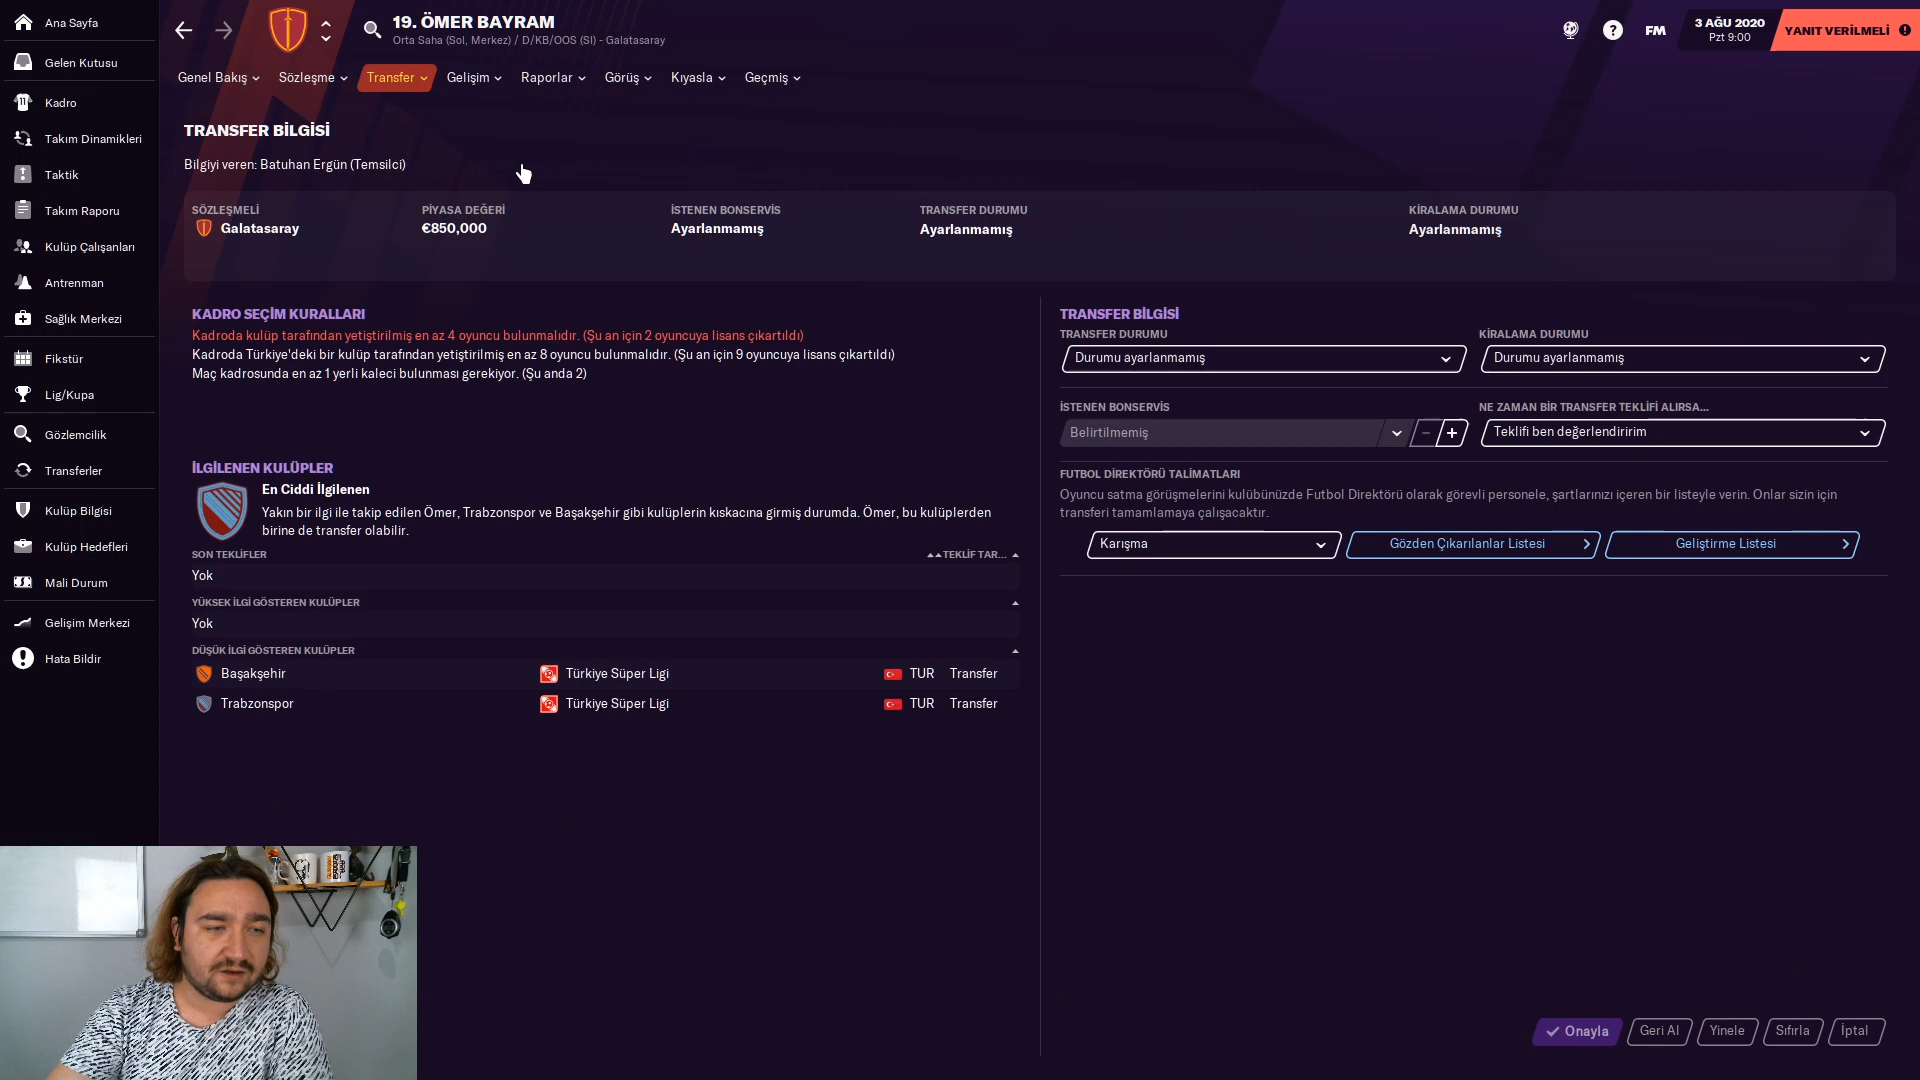 Ana Sayfa
Gelen Kutusu
Kadro
Takım Dinamikleri
Taktik
Takım Raporu
Kulüp Çalışanları
Antrenman
Sağlık Merkezi
Fikstür
Lig/Kupa
Gözlemcilik
Transferler
Kulüp Bilgisi
Kulüp Hedefleri
Mali Durum
Gelişim Merkezi
Hata Bildir
19. ÖMER BAYRAM
Orta Saha (Sol, Merkez) / D/KB/OOS (Sl) - Galatasaray
FM
3 AĞU 2020
Pzt 9:00
YANIT VERİLMELİ
Genel Bakış
Sözleşme
Transfer
Gelişim
Raporlar
Görüş
Kıyasla
Geçmiş
TRANSFER BİLGİSİ
Bilgiyi veren: Batuhan Ergün (Temsilci)
SÖZLEŞMELİ
Galatasaray
PİYASA DEĞERİ
€850,000
İSTENEN BONSERVİS
Ayarlanmamış
TRANSFER DURUMU
Ayarlanmamış
KİRALAMA DURUMU
Ayarlanmamış
KADRO SEÇİM KURALLARI
Kadroda kulüp tarafından yetiştirilmiş en az 4 oyuncu bulunmalıdır. (Şu an için 2 oyuncuya lisans çıkartıldı)
Kadroda Türkiye'deki bir kulüp tarafından yetiştirilmiş en az 8 oyuncu bulunmalıdır. (Şu an için 9 oyuncuya lisans çıkartıldı)
Maç kadrosunda en az 1 yerli kaleci bulunması gerekiyor. (Şu anda 2)
İLGİLENEN KULÜPLER
En Ciddi İlgilenen
Yakın bir ilgi ile takip edilen Ömer, Trabzonspor ve Başakşehir gibi kulüplerin kıskacına girmiş durumda. Ömer, bu kulüplerden
birine de transfer olabilir.
SON TEKLİFLER
TEKLİF TAR...
Yok
YÜKSEK İLGİ GÖSTEREN KULÜPLER
Yok
DÜŞÜK İLGİ GÖSTEREN KULÜPLER
Başakşehir Türkiye Süper Ligi TUR Transfer
Trabzonspor Türkiye Süper Ligi TUR Transfer
TRANSFER BİLGİSİ
TRANSFER DURUMU
Durumu ayarlanmamış
KİRALAMA DURUMU
Durumu ayarlanmamış
İSTENEN BONSERVİS
Belirtilmemiş
NE ZAMAN BİR TRANSFER TEKLİFİ ALIRSA...
Teklifi ben değerlendiririm
FUTBOL DİREKTÖRÜ TALİMATLARI
Oyuncu satma görüşmelerini kulübünüzde Futbol Direktörü olarak görevli personele, şartlarınızı içeren bir listeyle verin. Onlar sizin için
transferi tamamlamaya çalışacaktır.
Karışma
Gözden Çıkarılanlar Listesi
Geliştirme Listesi
Onayla
Geri Al
Yinele
Sıfırla
İptal